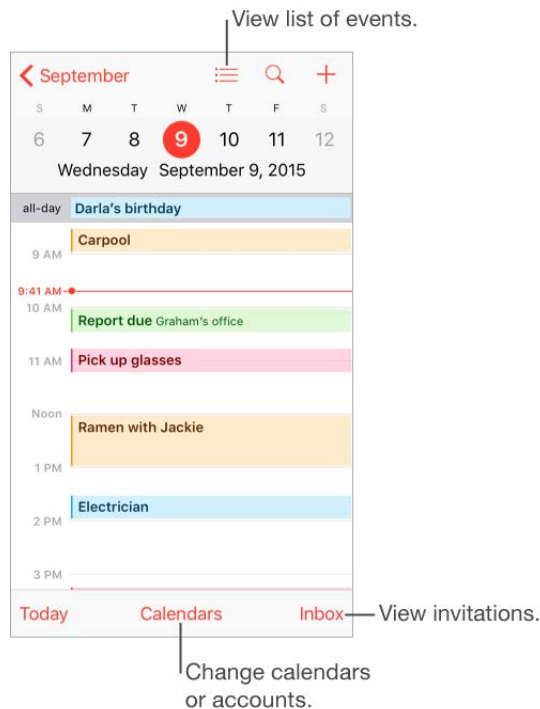 View list of events.
September
S M T W T F S
6 7 8 9 10 11 12
Wednesday September 9, 2015
all-day Darla's birthday
Carpool
9 AM
9:41 AM
10 AM
Report due Graham's office
11 AM Pick up glasses
Noon
Ramen with Jackie
1 PM
Electrician
2 PM
3 PM
Today Calendars Inbox View invitations.
Change calendars
or accounts.